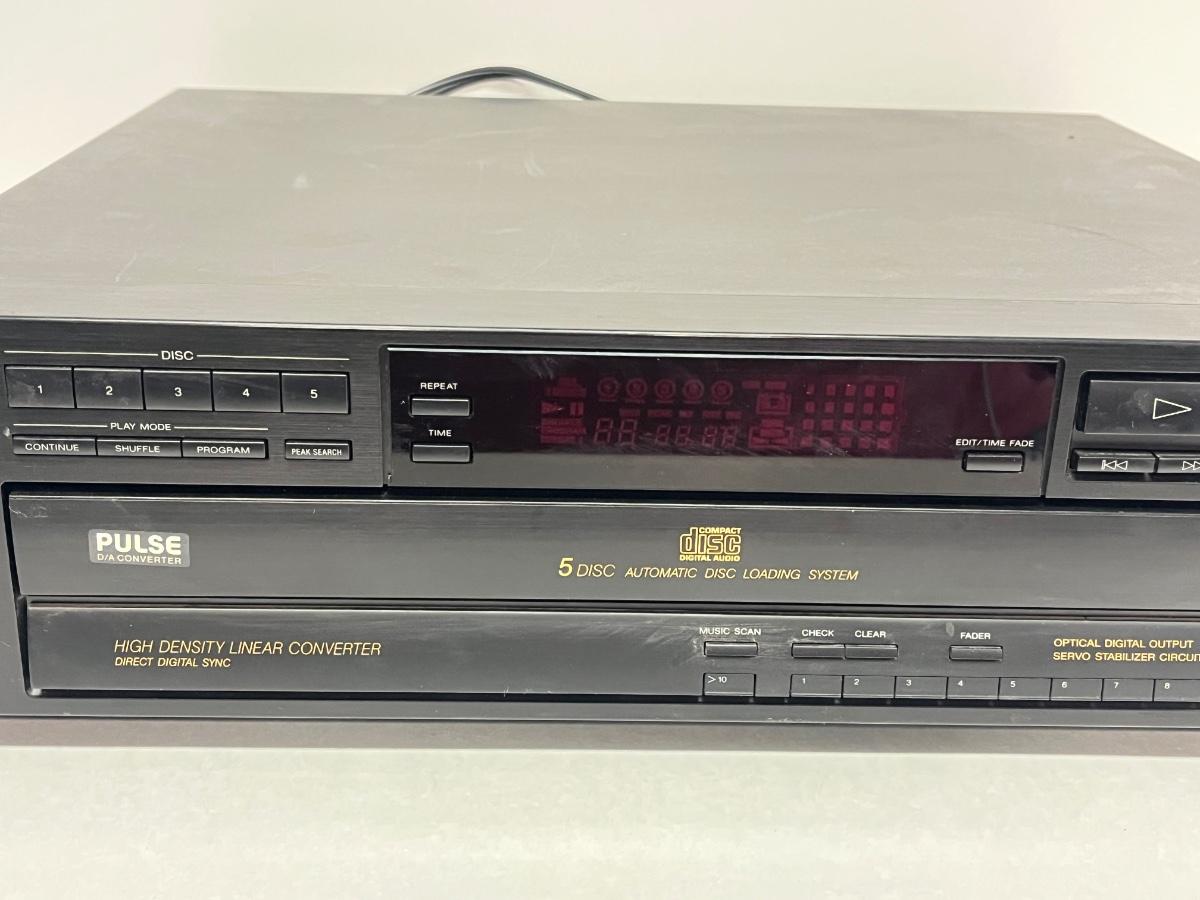 DISC
1 2 3 4 5
PLAY MODE
CONTINUE SHUFFLE PROGRAM PEAK SEARCH
REPEAT
TIME
EDIT/TIME FADE
PULSE
D/A CONVERTER
COMPACT
disc
DIGITAL AUDIO
5 DISC AUTOMATIC DISC LOADING SYSTEM
HIGH DENSITY LINEAR CONVERTER
DIRECT DIGITAL SYNC
MUSIC SCAN CHECK CLEAR FADER
>10 1 2 3 4 5 6 7 8
OPTICAL DIGITAL OUTPUT
SERVO STABILIZER CIRCUIT